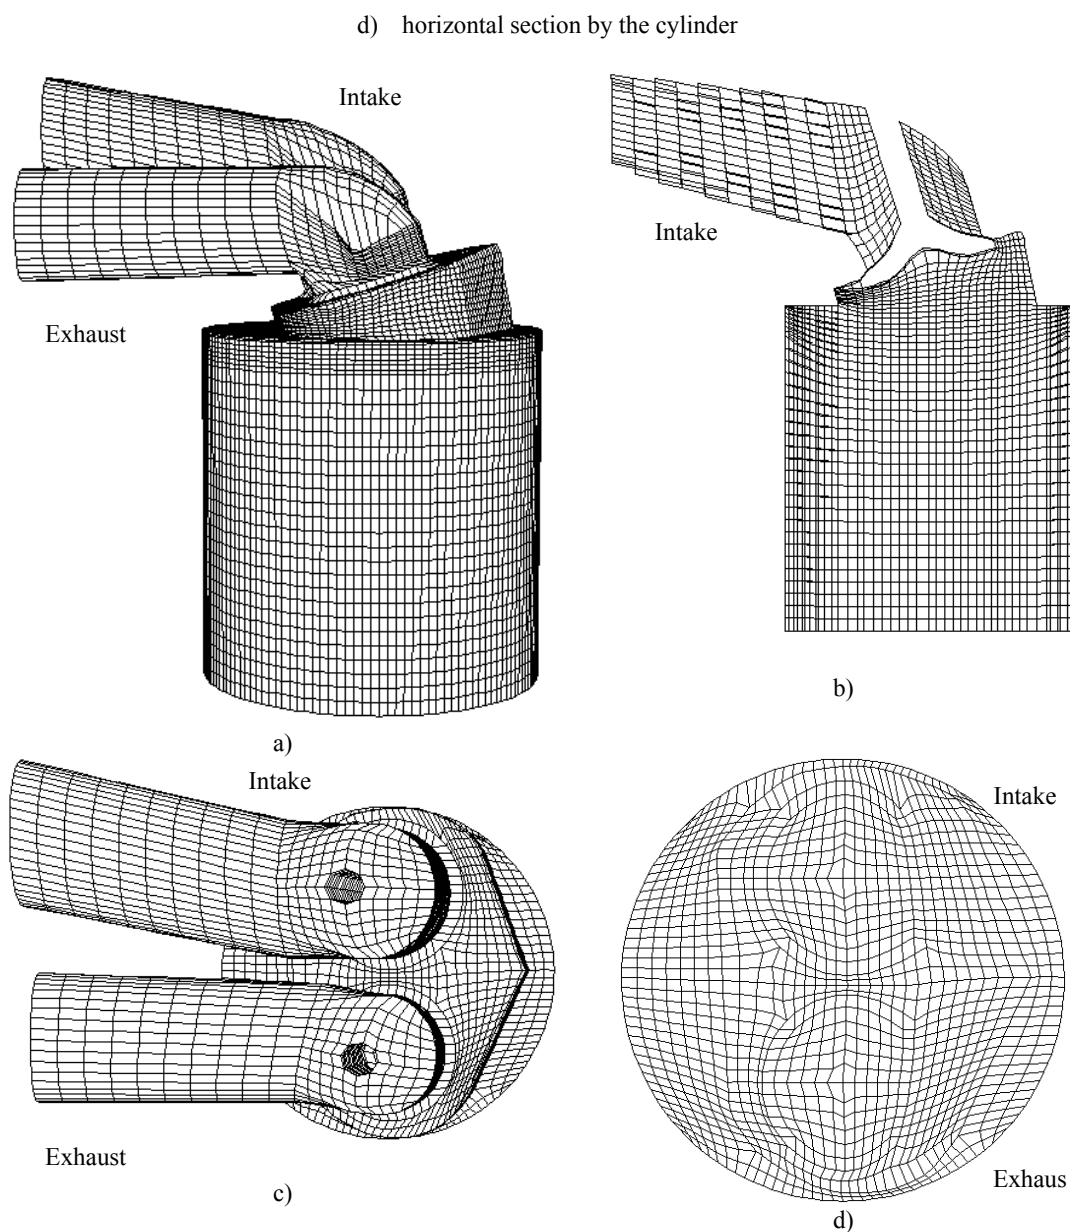 d) horizontal section by the cylinder
Intake
Intake
Exhaust
b)
a)
Intake
Intake
Exhaust
Exhaus
c)
d)